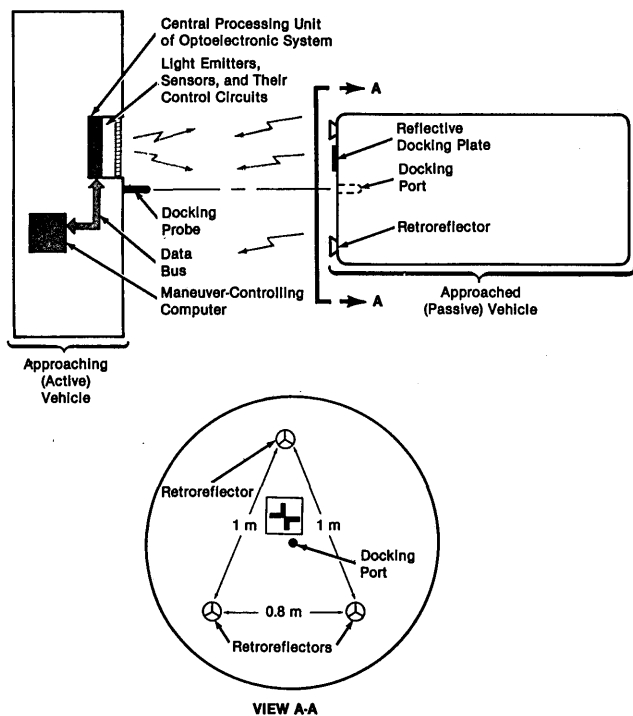 Central Processing Unit
of Optoelectronic System
Light Emitters,
Sensors, and Their
Control Circuits
A
Reflective
Docking Plate
Docking
Port
Docking
Probe
Retroreflector
Data
Bus
Maneuver-Controlling
Computer
A
Approached
(Passive) Vehicle
Approaching
(Active)
Vehicle
Retroreflector
1 m
1 m
Docking
Port
0.8 m
Retroreflectors
VIEW A-A